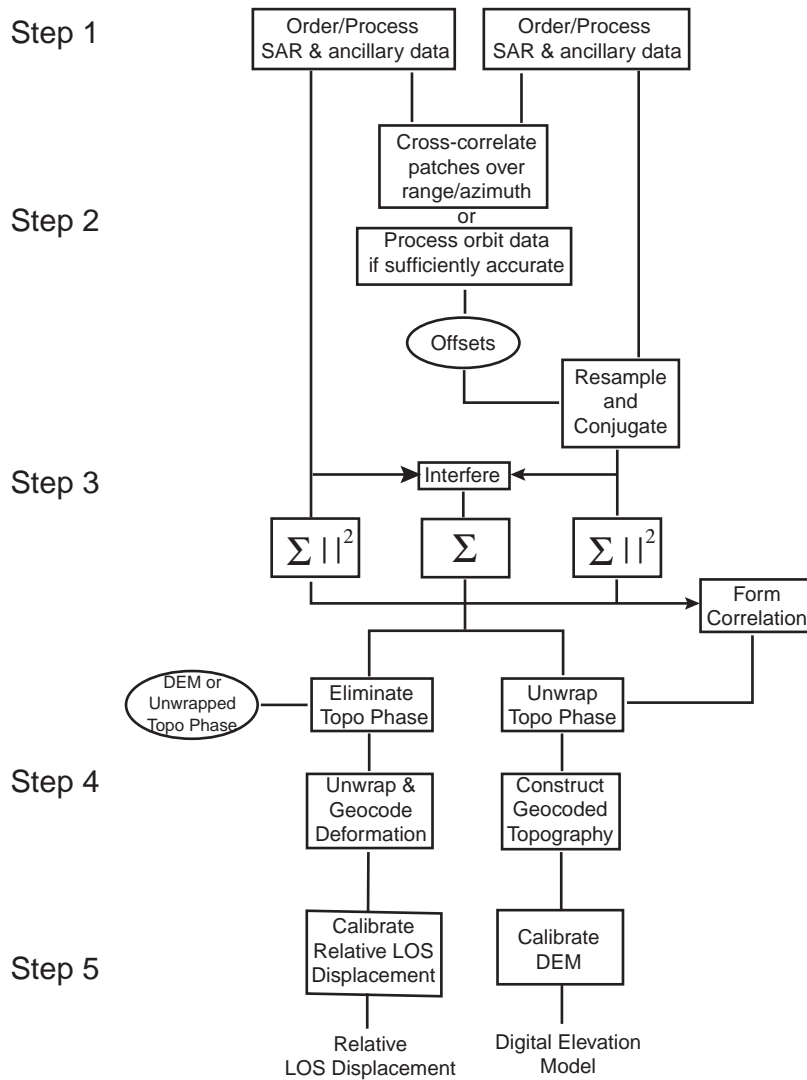 Step 1
Order/Process
SAR & ancillary data
Order/Process
SAR & ancillary data
Step 2
Cross-correlate
patches over
range/azimuth
or
Process orbit data
if sufficiently accurate
Offsets
Resample
and
Conjugate
Step 3
Interfere
Σ | |²
Σ
Σ | |²
Form
Correlation
DEM or
Unwrapped
Topo Phase
Eliminate
Topo Phase
Unwrap
Topo Phase
Step 4
Unwrap &
Geocode
Deformation
Construct
Geocoded
Topography
Step 5
Calibrate
Relative LOS
Displacement
Calibrate
DEM
Relative
LOS Displacement
Digital Elevation
Model